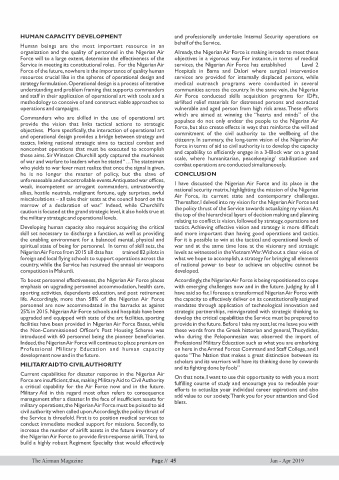 HUMAN CAPACITY DEVELOPMENT
Human beings are the most important resource in an
organization and the quality of personnel in the Nigerian Air
Force will to a large extent, determine the effectiveness of the
Service in meeting its constitutional roles. For the Nigerian Air
Force of the future, nowhere is the importance of quality human
resources crucial like in the spheres of operational design and
strategy formulation. Operational design is a process of iterative
understanding and problem framing that supports commanders
and staff in their application of operational art with tools and a
methodology to conceive of and construct viable approaches to
operations and campaigns.
Commanders who are skilled in the use of operational art
provide the vision that links tactical actions to strategic
objectives. More specifically, the interaction of operational art
and operational design provides a bridge between strategy and
tactics, linking national strategic aims to tactical combat and
noncombat operations that must be executed to accomplish
these aims. Sir Winston Churchill aptly captured the murkiness
of war and warfare to leaders when he stated "… The statesmen
who yields to war fever must realize that once the signal is given,
he is no longer the master of policy, but the slave of
unforeseeable and uncontrollable events. Antiquated war offices,
weak, incompetent or arrogant commanders, untrustworthy
allies, hostile neutrals, malignant fortune, ugly surprises, awful
miscalculations – all take their seats at the council board on the
morrow of a declaration of war". Indeed, while Churchill's
caution is focused at the grand strategic level, it also holds true at
the military strategic and operational levels.
Developing human capacity also requires acquiring the critical
skill set necessary to discharge a function, as well as providing
the enabling environment for a balanced mental, physical and
spiritual state of being for personnel. In terms of skill sets, the
Nigerian Air Force from 2015 till date has trained 82 pilots in
foreign and local flying schools to support operations across the
country, while the Service has resumed the annual air weapons
competition in Makurdi.
To boost personnel effectiveness, the Nigerian Air Force places
emphasis on upgrading personnel accommodation, health and
sporting activities, dependents education, and post retirement
life. Accordingly, more than 58% of the Nigerian Air Force
personnel are now accommodated in the barracks as against
25% in 2015. Nigerian Air Force schools and hospitals have been
upgraded and equipped with state of the arc facilities, sporting
facilities have been provided in Nigerian Air Force Bases, while
the Non-Commissioned Officer's Post Housing Scheme was
introduced with 60 personnel being the pioneer beneficiaries.
Indeed, the Nigerian Air Force will continue to place premium on
Professional Military Education and human capacity
development now and in the future.
MILITARY AID TO CIVIL AUTHORITY
Current capabilities for disaster response in the Nigerian Air
Force are insufficient, thus, making Military Aid to Civil Authority
a critical capability for the Air Force now and in the future.
Military Aid in this regard most often refers to consequence
management after a disaster. In the face of insufficient assets for
military operations, the Nigerian Air Force must be poised to aid
civil authority when called upon. Accordingly, the policy thrust of
the Service is threefold. First is to position medical services to
conduct immediate medical support for missions. Secondly, to
increase the number of airlift assets in the future inventory of
the Nigerian Air Force to provide first-response airlift. Third, to
build a highly robust Regiment Specialty that would effectively
and professionally undertake Internal Security operations on
behalf of the Service.
Already, the Nigerian Air Force is making inroads to meet these
objectives in a vigorous way. For instance, in terms of medical
services, the Nigerian Air Force has established Level 2
Hospitals in Bama and Dalori where surgical intervention
services are provided for internally displaced persons, while
medical outreach programs were conducted in several
communities across the country. In the same vein, the Nigerian
Air Force conducted skills acquisition programs for IDPs,
airlifted relief materials for distressed persons and extracted
vulnerable and aged person from high risk areas. These efforts
which are aimed at winning the "hearts and minds" of the
populace do not only endear the people to the Nigerian Air
Force, but also create effects in ways that reinforce the will and
commitment of the civil authority to the wellbeing of the
citizenry. In summary, the long-term vision of the Nigerian Air
Force in terms of aid to civil authority is to develop the capacity
and capability to efficiently engage in a 3-Block war on a grand
scale, where humanitarian, peacekeeping/ stabilisation and
combat operations are conducted simultaneously.
CONCLUSION
I have discussed the Nigerian Air Force and its place in the
national security matrix, highlighting the mission of the Nigerian
Air Force, its current state and contemporary challenges.
Thereafter, I delved into my vision for the Nigerian Air Force and
the policy thrust of the Service towards actualizing my vision. At
the top of the hierarchical layers of decision making and planning
relating to conflict is vision, followed by strategy, operations and
tactics. Achieving effective vision and strategy is more difficult
and more important than having good operations and tactics.
For it is possible to win at the tactical and operational levels of
war and at the same time lose at the visionary and strategic
levels as witnessed in the Vietnam War. Without a clear vision of
what we hope to accomplish, a strategy for bringing all elements
of national power to bear to achieve an objective cannot be
developed.
Accordingly, the Nigerian Air Force is being repositioned to cope
with emerging challenges now and in the future. Judging by all I
have said so far, I foresee a transformed Nigerian Air Force with
the capacity to effectively deliver on its constitutionally assigned
mandates through application of technological innovation and
strategic partnerships, reinvigorated with strategic thinking to
develop the critical capabilities the Service must be prepared to
provide in the future. Before I take my seat, let me leave you with
these words from the Greek historian and general, Thucydides,
who during the Peloponnesian war observed the import of
Professional Military Education such as what you are embarking
on here in the Armed Forces Command and Staff College, and I
quote "The Nation that makes a great distinction between its
scholars and its warriors will have its thinking done by cowards
and its fighting done by fools".
On that note, I want to use this opportunity to wish you a most
fulfilling course of study and encourage you to redouble your
efforts to actualize your individual career aspirations and also
add value to our society. Thank you for your attention and God
bless.
The Airman Magazine
Page // 45
Jan - Apr 2019